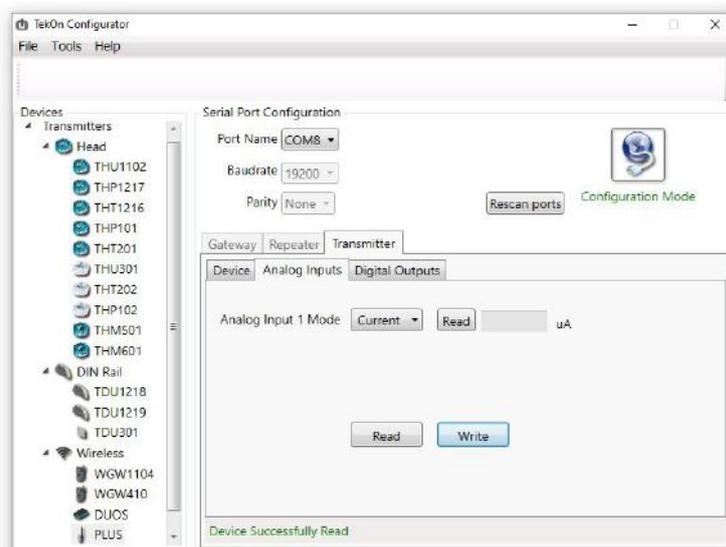 TekOn Configurator
File Tools Help
Devices
Transmitters
Head
THU1102
THP1217
THT1216
THP101
THT201
THU301
THT202
THP102
THM501
THM601
DIN Rail
TDU1218
TDU1219
TDU301
Wireless
WGW1104
WGW410
DUOS
PLUS
Serial Port Configuration
Port Name COM8
Baudrate 19200
Parity None
Rescan ports
Configuration Mode
Gateway Repeater Transmitter
Device Analog Inputs Digital Outputs
Analog Input 1 Mode Current Read uA
Read Write
Device Successfully Read